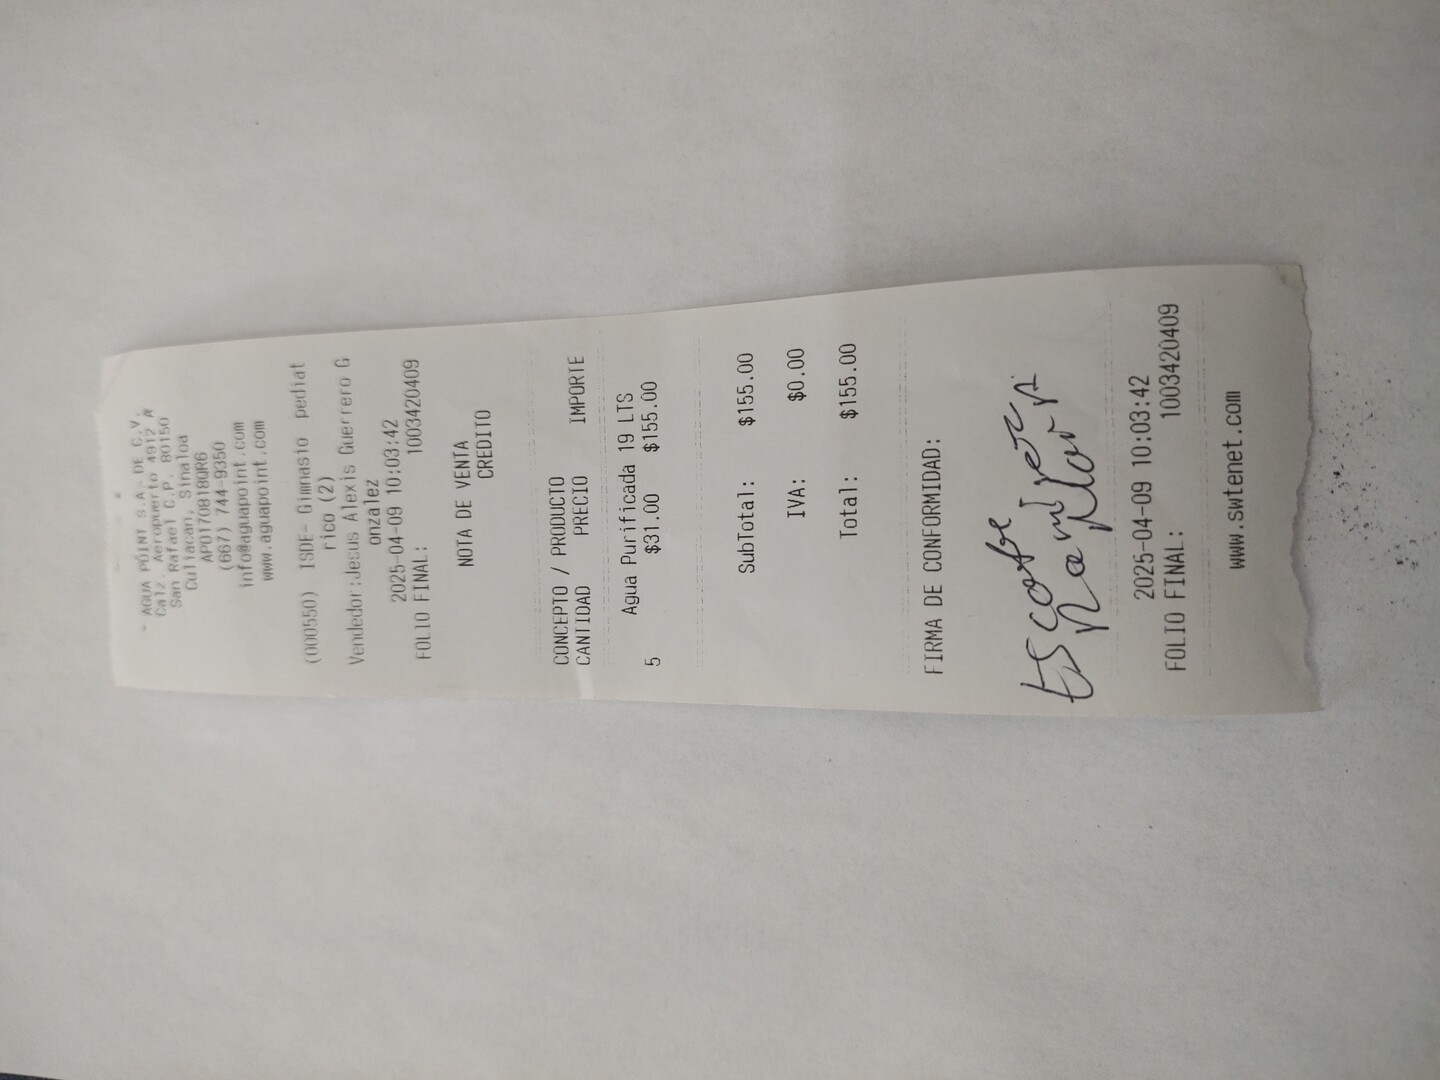 AGUA POINT S.A. DE C.V.
Calz. Aeropuerto 4912 A
San Rafael C.P. 80150
Culiacan, Sinaloa
APO170818QR6
(667) 744-9350
info@aguapoint.com
www.aguapoint.com
(000550) ISDE- Gimnasio pediat
rico (2)
Vendedor:Jesus Alexis Guerrero G
onzalez
2025-04-09 10:03:42
FOLIO FINAL: 1003420409
NOTA DE VENTA
CREDITO
CONCEPTO / PRODUCTO
CANTIDAD PRECIO IMPORTE
Agua Purificada 19 LTS
5 $31.00 $155.00
SubTotal: $155.00
IVA: $0.00
Total: $155.00
FIRMA DE CONFORMIDAD:
2025-04-09 10:03:42
FOLIO FINAL: 1003420409
www.swtenet.com